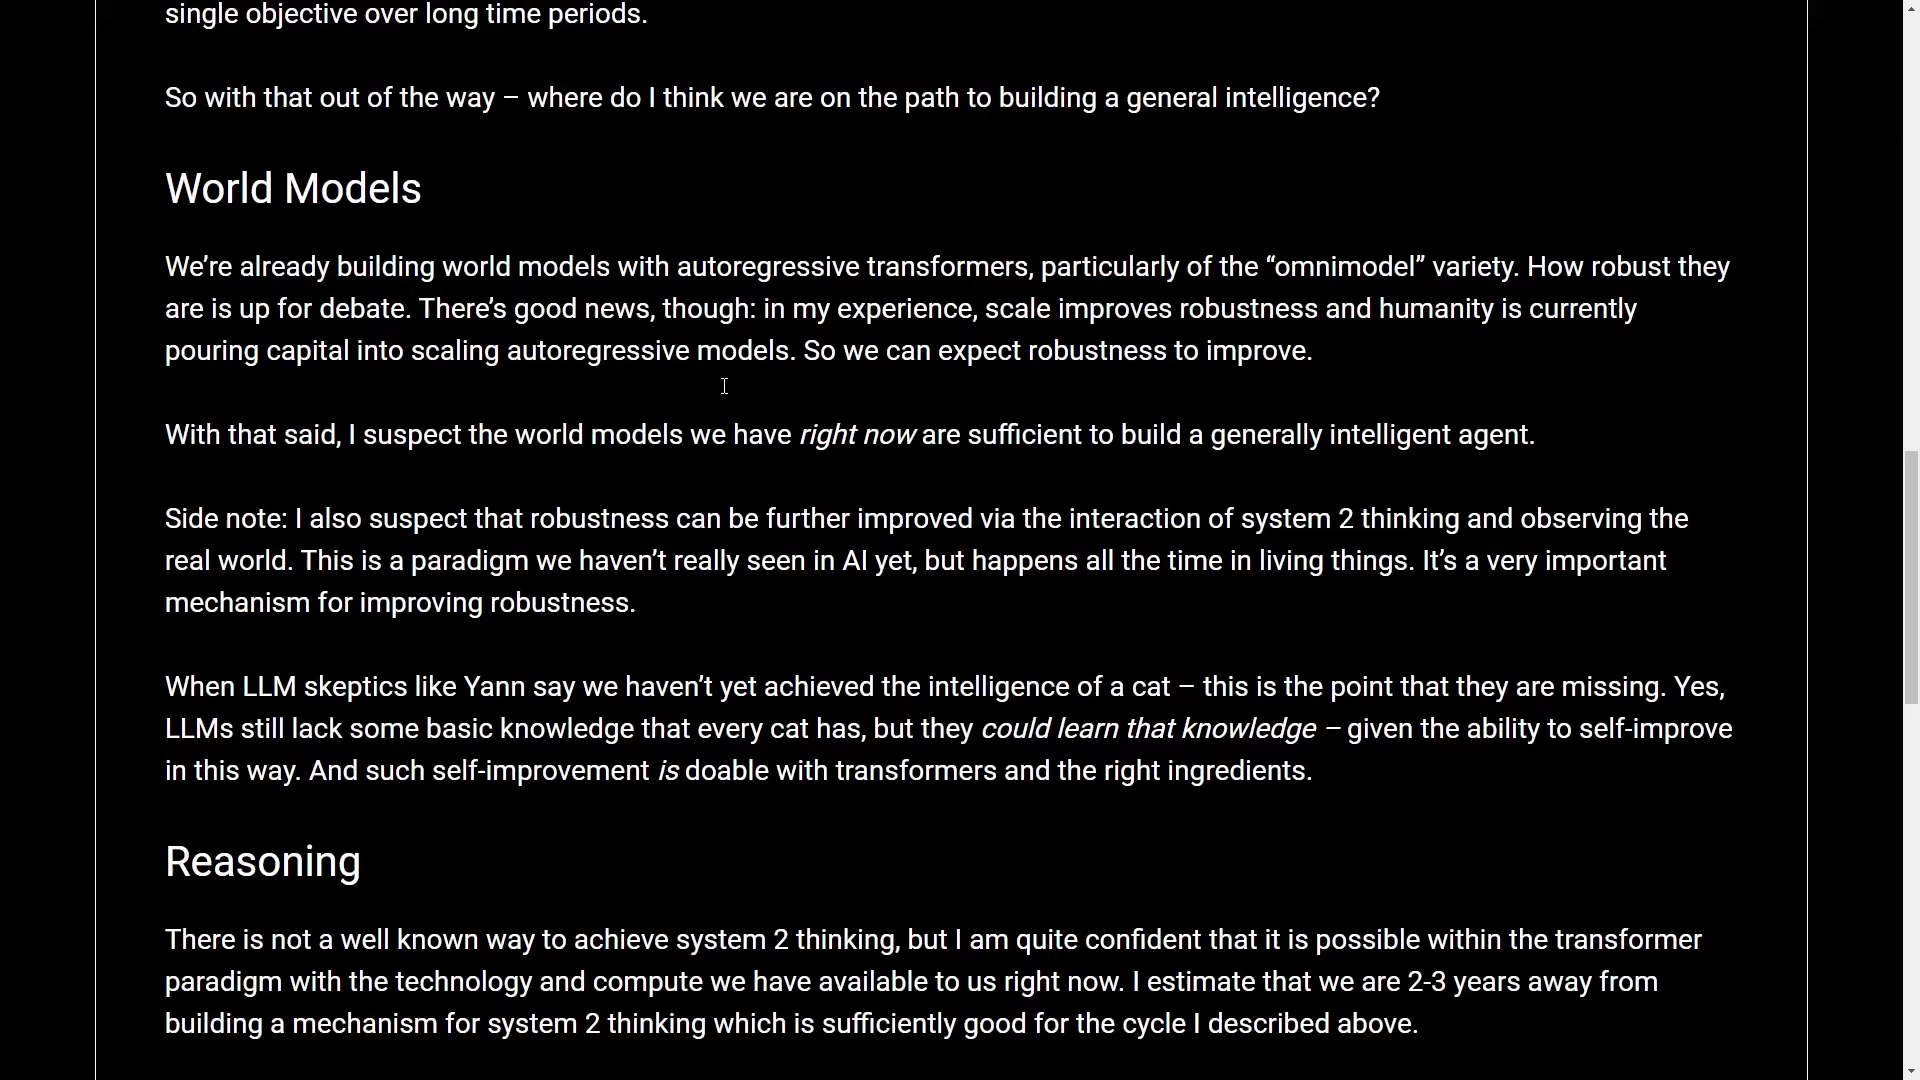 single objective over long time periods.
So with that out of the way – where do I think we are on the path to building a general intelligence?
World Models
We’re already building world models with autoregressive transformers, particularly of the “omnimodel” variety. How robust they
are is up for debate. There’s good news, though: in my experience, scale improves robustness and humanity is currently
pouring capital into scaling autoregressive models. So we can expect robustness to improve.
With that said, I suspect the world models we have right now are sufficient to build a generally intelligent agent.
Side note: I also suspect that robustness can be further improved via the interaction of system 2 thinking and observing the
real world. This is a paradigm we haven’t really seen in AI yet, but happens all the time in living things. It’s a very important
mechanism for improving robustness.
When LLM skeptics like Yann say we haven’t yet achieved the intelligence of a cat – this is the point that they are missing. Yes,
LLMs still lack some basic knowledge that every cat has, but they could learn that knowledge – given the ability to self-improve
in this way. And such self-improvement is doable with transformers and the right ingredients.
Reasoning
There is not a well known way to achieve system 2 thinking, but I am quite confident that it is possible within the transformer
paradigm with the technology and compute we have available to us right now. I estimate that we are 2-3 years away from
building a mechanism for system 2 thinking which is sufficiently good for the cycle I described above.